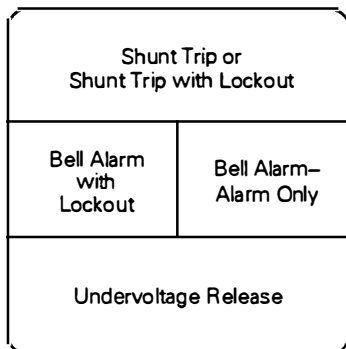 Shunt Trip or
Shunt Trip with Lockout
Bell Alarm
with
Lockout
Bell Alarm–
Alarm Only
Undervoltage Release